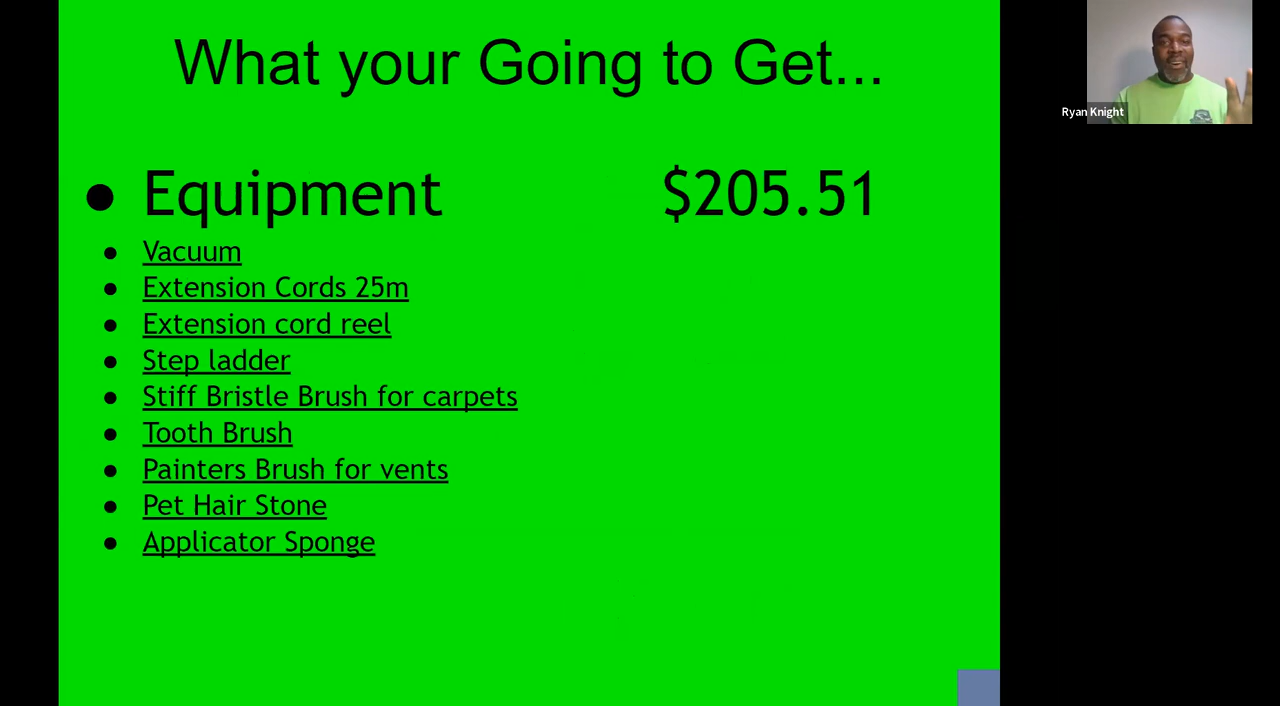 What your Going to Get...
Ryan Knight
● Equipment $205.51
● Vacuum
● Extension Cords 25m
● Extension cord reel
● Step ladder
● Stiff Bristle Brush for carpets
● Tooth Brush
● Painters Brush for vents
● Pet Hair Stone
● Applicator Sponge